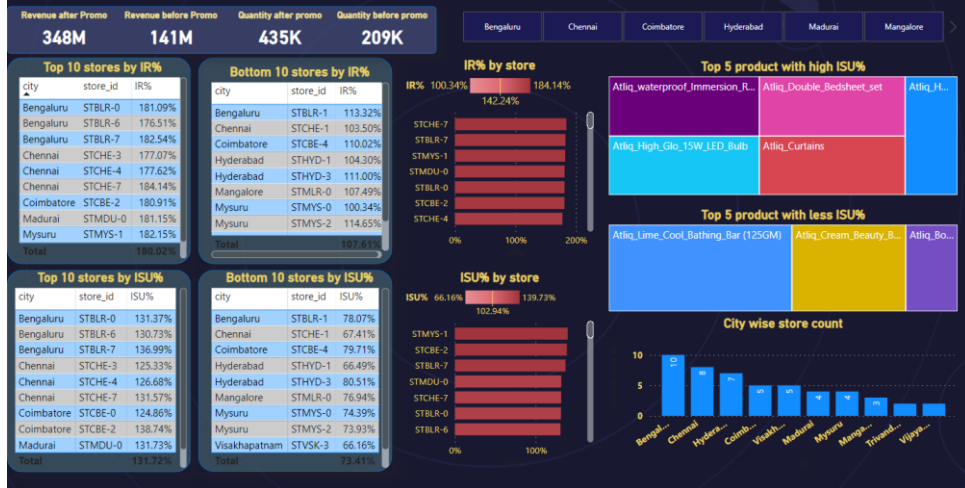 Revenue after Promo Revenue before Promo Quantity after promo Quantity before promo
348M 141M 435K 209K
Bengaluru Chennai Coimbatore Hyderabad Madurai Mangalore
Top 10 stores by IR%
city store_id IR%
Bengaluru STBLR-0 181.09%
Bengaluru STBLR-6 176.51%
Bengaluru STBLR-7 182.54%
Chennai STCHE-3 177.07%
Chennai STCHE-4 177.62%
Chennai STCHE-7 184.14%
Coimbatore STCBE-2 180.91%
Madurai STMDU-0 181.15%
Mysuru STMYS-1 182.15%
Total 180.02%
Bottom 10 stores by IR%
city store_id IR%
Bengaluru STBLR-1 113.32%
Chennai STCHE-1 103.50%
Coimbatore STCBE-4 110.02%
Hyderabad STHYD-1 104.30%
Hyderabad STHYD-3 111.00%
Mangalore STMLR-0 107.49%
Mysuru STMYS-0 100.34%
Mysuru STMYS-2 114.65%
Total 107.61%
IR% by store
IR% 100.34% 184.14%
142.24%
STCHE-7
STBLR-7
STMYS-1
STMDU-0
STBLR-0
STCBE-2
STCHE-4
0% 100% 200%
Top 5 product with high ISU%
Atliq_waterproof_Immersion_R... Atliq_Double_Bedsheet_set Atliq_H...
Atliq_High_Glo_15W_LED_Bulb Atliq_Curtains
Top 5 product with less ISU%
Atliq_Lime_Cool_Bathing_Bar (125GM) Atliq_Cream_Beauty_B... Atliq_Bo...
Top 10 stores by ISU%
city store_id ISU%
Bengaluru STBLR-0 131.37%
Bengaluru STBLR-6 130.73%
Bengaluru STBLR-7 136.99%
Chennai STCHE-3 125.33%
Chennai STCHE-4 126.68%
Chennai STCHE-7 131.57%
Coimbatore STCBE-0 124.86%
Coimbatore STCBE-2 138.74%
Madurai STMDU-0 131.73%
Total 131.72%
Bottom 10 stores by ISU%
city store_id ISU%
Bengaluru STBLR-1 78.07%
Chennai STCHE-1 67.41%
Coimbatore STCBE-4 79.71%
Hyderabad STHYD-1 66.49%
Hyderabad STHYD-3 80.51%
Mangalore STMLR-0 76.94%
Mysuru STMYS-0 74.39%
Mysuru STMYS-2 73.93%
Visakhapatnam STVSK-3 66.16%
Total 73.41%
ISU% by store
ISU% 66.16% 139.73%
102.94%
STMYS-1
STCBE-2
STBLR-7
STMDU-0
STCHE-7
STBLR-0
STBLR-6
0% 100%
City wise store count
10
5
0
10 8 7 5 5 4 4 3
Bengal... Chennai Hydera... Coimb... Visakh... Madurai Mysuru Manga... Trivand... Vijaya...